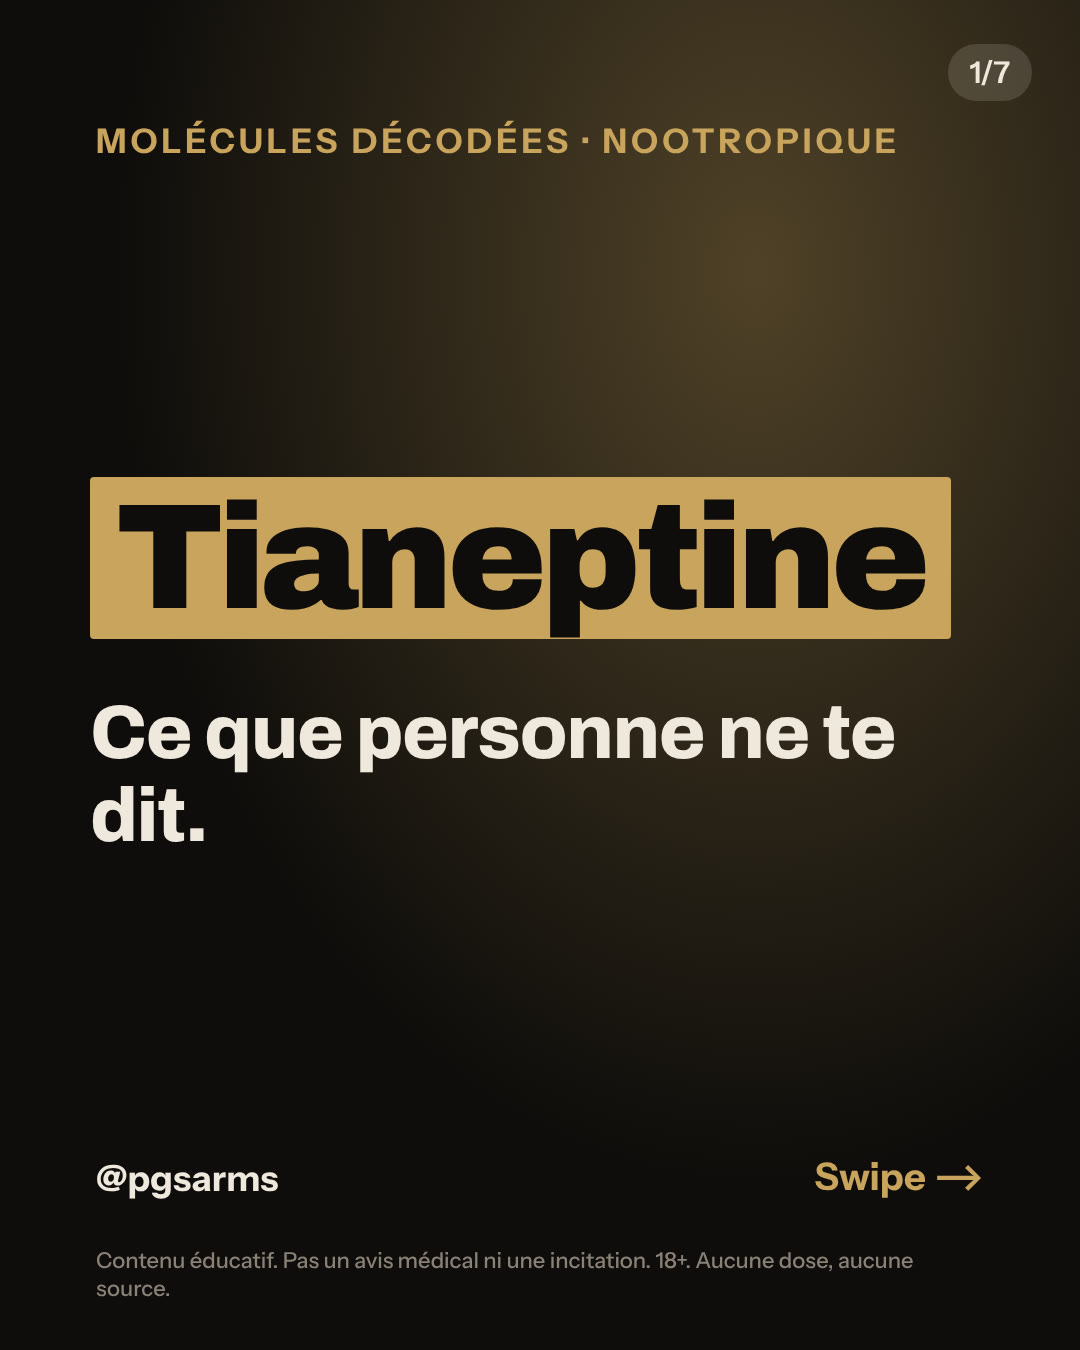 1/7
MOLÉCULES DÉCODÉES · NOOTROPIQUE
Tianeptine
Ce que personne ne te
dit.
@pgsarms
Swipe →
Contenu éducatif. Pas un avis médical ni une incitation. 18+. Aucune dose, aucune
source.